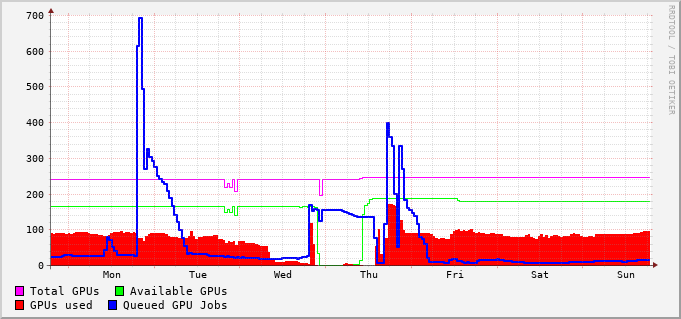 700
600
500
400
300
200
100
0
Mon Tue Wed Thu Fri Sat Sun
Total GPUs Available GPUs
GPUs used Queued GPU Jobs
RRDTOOL / TOBI OETIKER